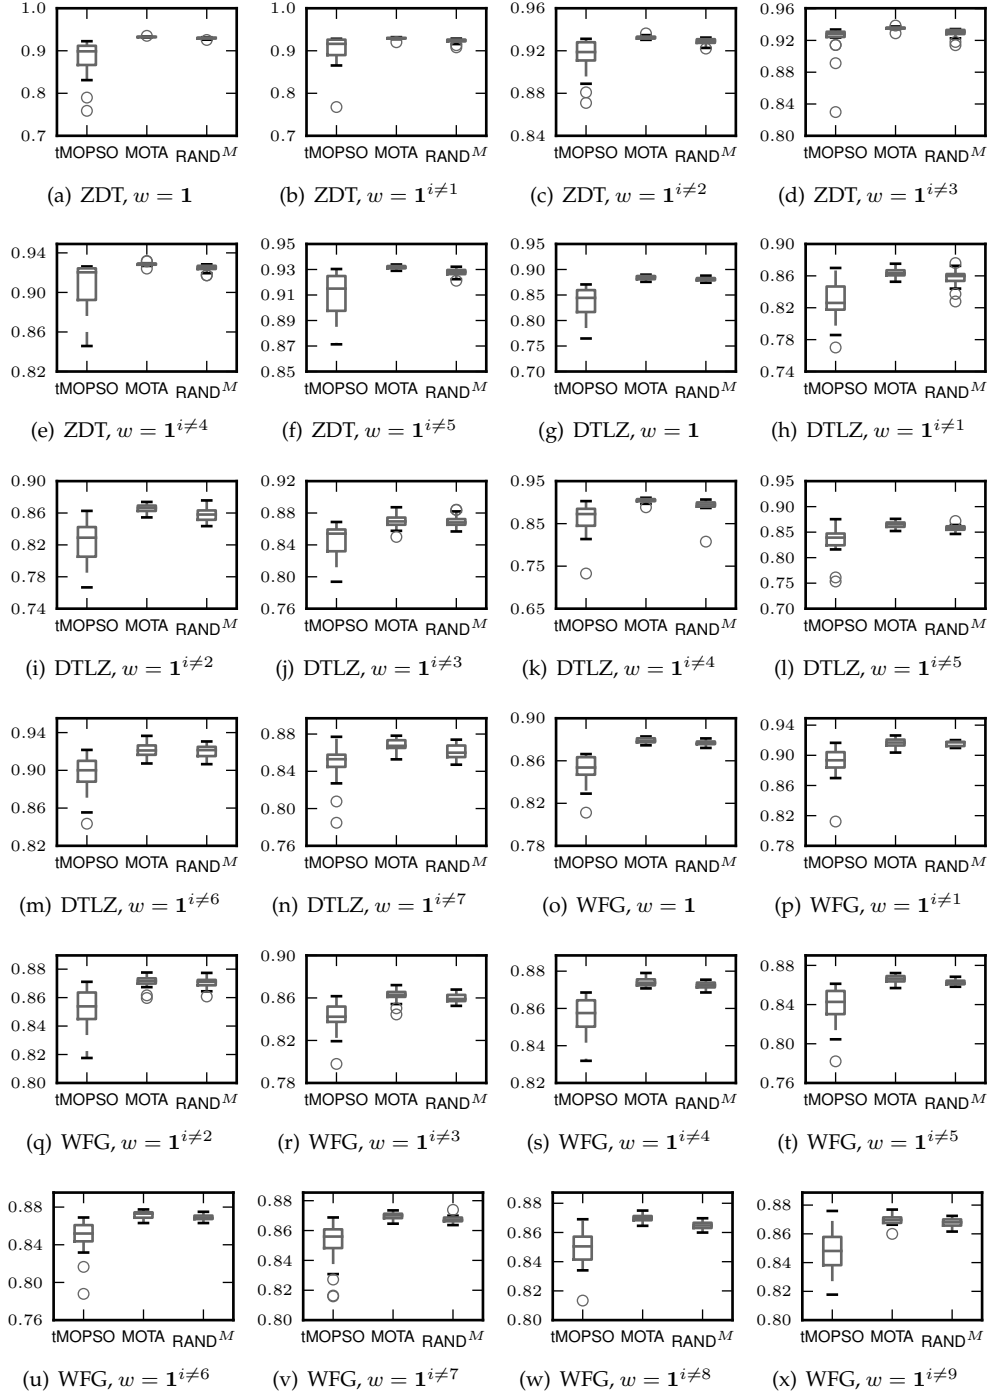 1.0 1.0 0.96 0.96
0.9 0.9 0.92 0.92
0.8 0.8 0.88 0.88
0.7 0.7 0.84 0.80
tMOPSO MOTA RAND^M tMOPSO MOTA RAND^M tMOPSO MOTA RAND^M tMOPSO MOTA RAND^M
(a) ZDT, w = 1 (b) ZDT, w = 1^{i≠1} (c) ZDT, w = 1^{i≠2} (d) ZDT, w = 1^{i≠3}
0.94 0.95 0.90 0.90
0.90 0.93 0.85 0.86
0.86 0.91 0.80 0.82
0.82 0.89 0.75 0.78
0.87 0.70 0.74
0.85
tMOPSO MOTA RAND^M tMOPSO MOTA RAND^M tMOPSO MOTA RAND^M tMOPSO MOTA RAND^M
(e) ZDT, w = 1^{i≠4} (f) ZDT, w = 1^{i≠5} (g) DTLZ, w = 1 (h) DTLZ, w = 1^{i≠1}
0.90 0.88 0.95 0.90
0.86 0.84 0.85 0.85
0.82 0.80 0.75 0.80
0.78 0.76 0.65 0.75
0.74 0.70
tMOPSO MOTA RAND^M tMOPSO MOTA RAND^M tMOPSO MOTA RAND^M tMOPSO MOTA RAND^M
(i) DTLZ, w = 1^{i≠2} (j) DTLZ, w = 1^{i≠3} (k) DTLZ, w = 1^{i≠4} (l) DTLZ, w = 1^{i≠5}
0.94 0.88 0.90 0.94
0.90 0.84 0.86 0.90
0.86 0.80 0.82 0.86
0.82 0.76 0.78 0.82
0.78
tMOPSO MOTA RAND^M tMOPSO MOTA RAND^M tMOPSO MOTA RAND^M tMOPSO MOTA RAND^M
(m) DTLZ, w = 1^{i≠6} (n) DTLZ, w = 1^{i≠7} (o) WFG, w = 1 (p) WFG, w = 1^{i≠1}
0.88 0.90 0.88 0.88
0.86 0.86 0.86 0.84
0.84 0.82 0.84 0.80
0.82 0.78 0.82 0.76
0.80
tMOPSO MOTA RAND^M tMOPSO MOTA RAND^M tMOPSO MOTA RAND^M tMOPSO MOTA RAND^M
(q) WFG, w = 1^{i≠2} (r) WFG, w = 1^{i≠3} (s) WFG, w = 1^{i≠4} (t) WFG, w = 1^{i≠5}
0.88 0.88 0.88 0.88
0.84 0.86 0.86 0.86
0.80 0.84 0.84 0.84
0.76 0.82 0.82 0.82
0.80 0.80 0.80
tMOPSO MOTA RAND^M tMOPSO MOTA RAND^M tMOPSO MOTA RAND^M tMOPSO MOTA RAND^M
(u) WFG, w = 1^{i≠6} (v) WFG, w = 1^{i≠7} (w) WFG, w = 1^{i≠8} (x) WFG, w = 1^{i≠9}